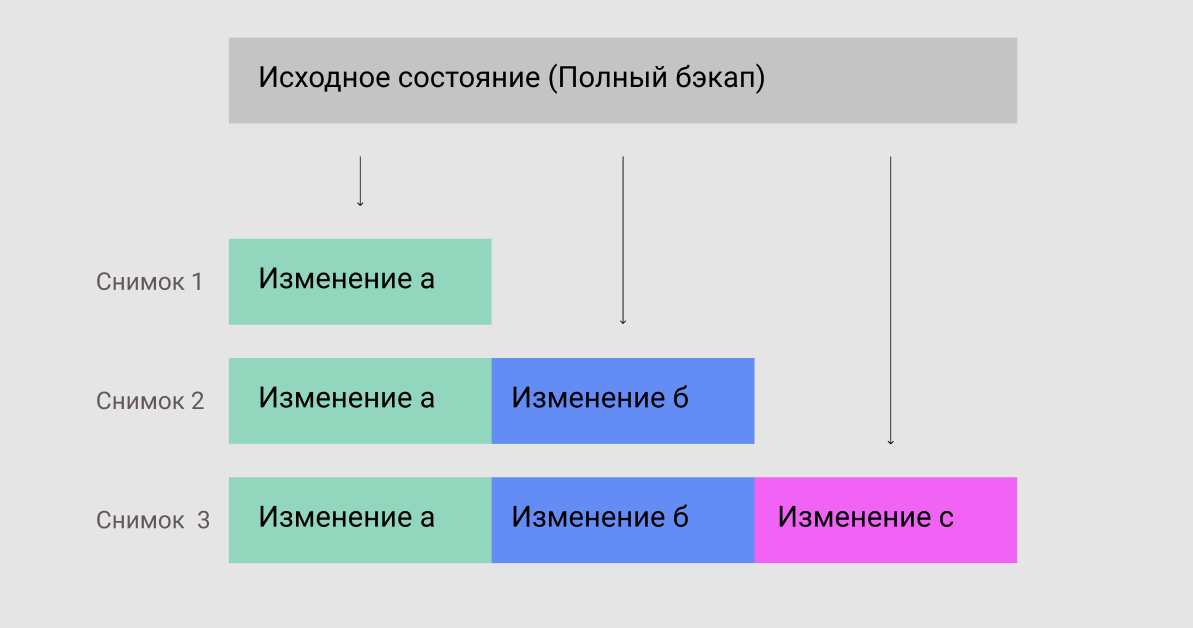 Исходное состояние (Полный бэкап)
Снимок 1
Изменение а
Снимок 2
Изменение а
Изменение б
Снимок 3
Изменение а
Изменение б
Изменение с